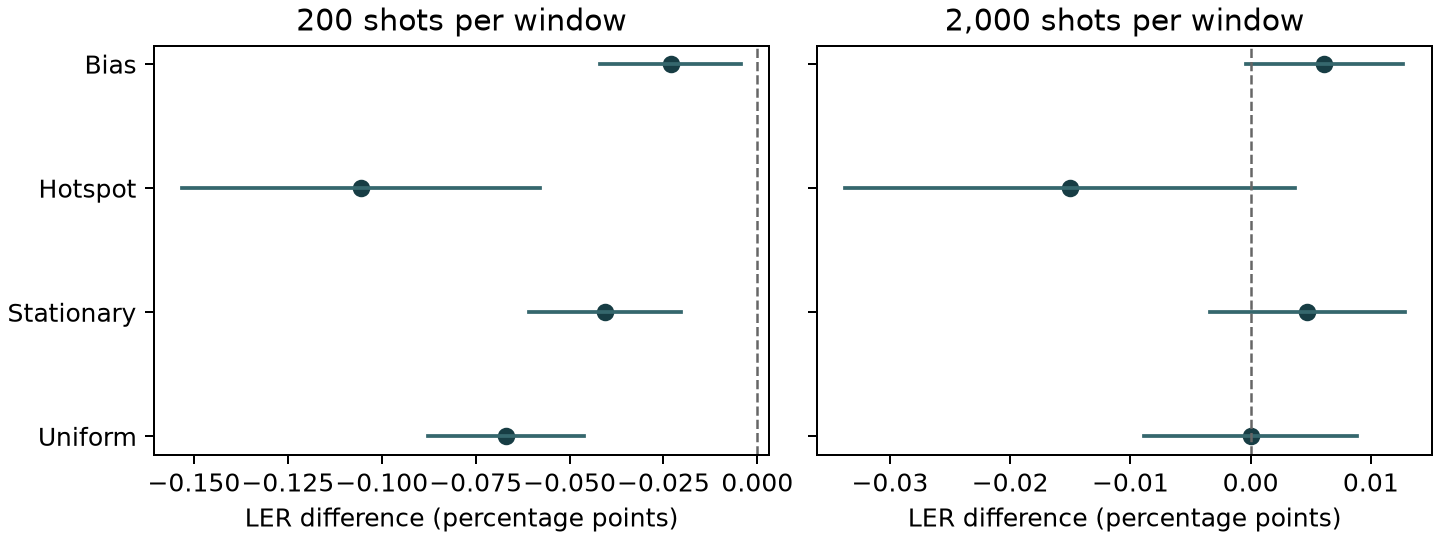 200 shots per window
2,000 shots per window
Bias
Hotspot
Stationary
Uniform
−0.150 −0.125 −0.100 −0.075 −0.050 −0.025 0.000
−0.03 −0.02 −0.01 0.00 0.01
LER difference (percentage points)
LER difference (percentage points)